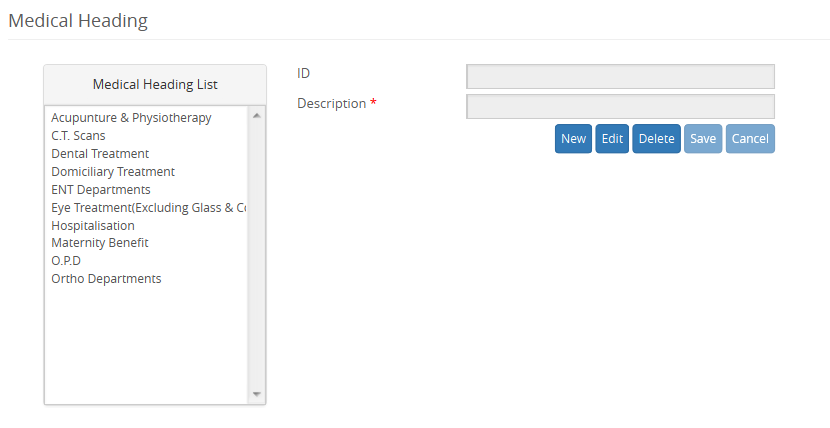 Medical Heading
Medical Heading List
Acupunture & Physiotherapy
C.T. Scans
Dental Treatment
Domiciliary Treatment
ENT Departments
Eye Treatment(Excluding Glass &
Hospitalisation
Maternity Benefit
O.P.D
Ortho Departments
ID
Description *
New Edit Delete Save Cancel